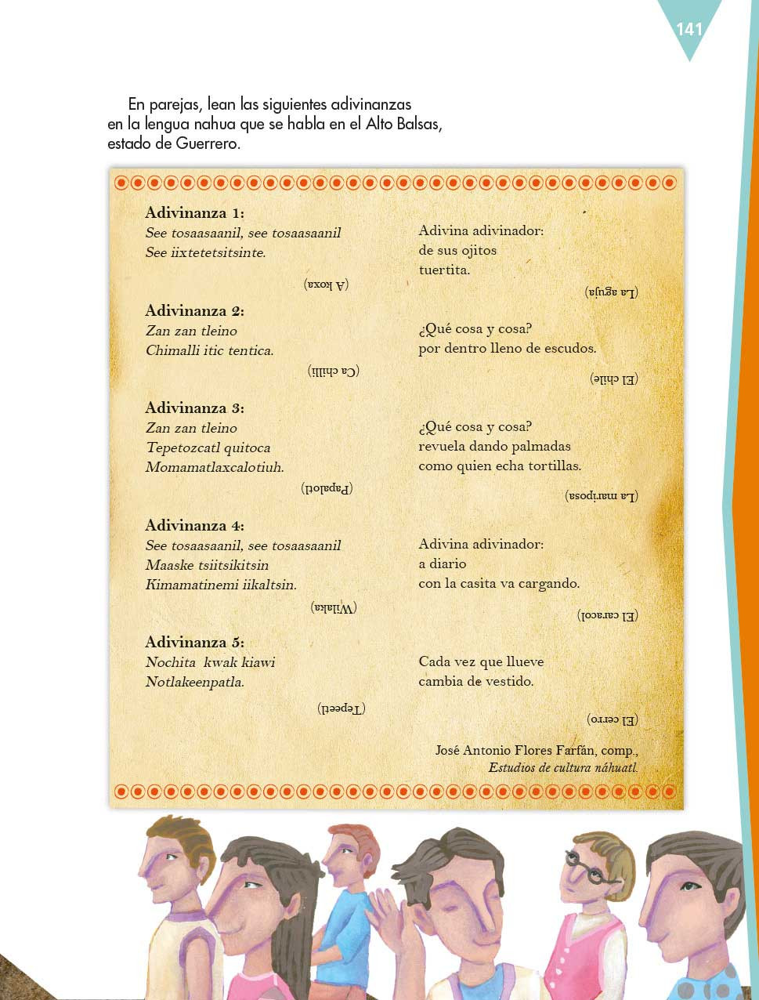 141
En parejas, lean las siguientes adivinanzas
en la lengua nahua que se habla en el Alto Balsas,
estado de Guerrero.
Adivinanza 1:
See tosaasaanil, see tosaasaanil
See iixtetetsitsinte.
(A koxa)
Adivina adivinador:
de sus ojitos
tuertita.
(La aguja)
Adivinanza 2:
Zan zan tleino
Chimalli itic tentica.
(Ca chilli)
¿Qué cosa y cosa?
por dentro lleno de escudos.
(El chile)
Adivinanza 3:
Zan zan tleino
Tepetozcatl quitoca
Momamatlaxcalotiuh.
(Papalotl)
¿Qué cosa y cosa?
revuela dando palmadas
como quien echa tortillas.
(La mariposa)
Adivinanza 4:
See tosaasaanil, see tosaasaanil
Maaske tsiitsikitsin
Kimamatinemi iikaltsin.
(Wilaka)
Adivina adivinador:
a diario
con la casita va cargando.
(El caracol)
Adivinanza 5:
Nochita kwak kiawi
Notlakeenpatla.
(Tepeetl)
Cada vez que llueve
cambia de vestido.
(El cerro)
José Antonio Flores Farfán, comp.,
Estudios de cultura náhuatl.